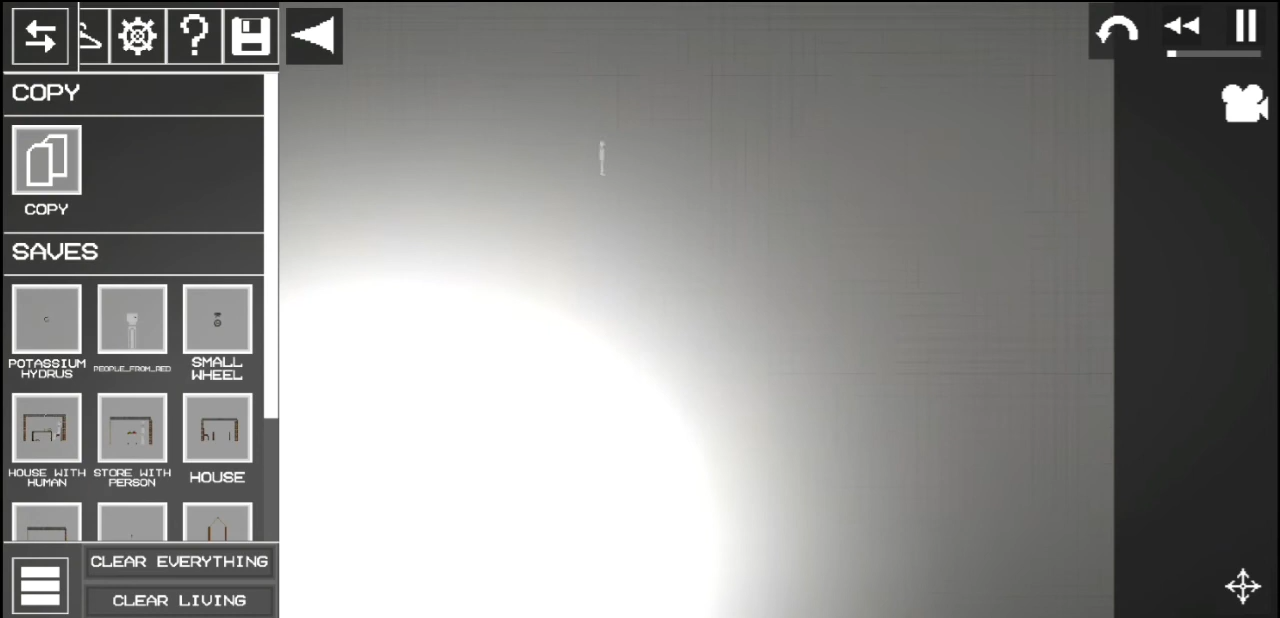 COPY
COPY
SAVES
POTASSIUM
HYDRUS
PEOPLE_FROM_RED
SMALL
WHEEL
HOUSE WITH
HUMAN
STORE WITH
PERSON
HOUSE
CLEAR EVERYTHING
CLEAR LIVING